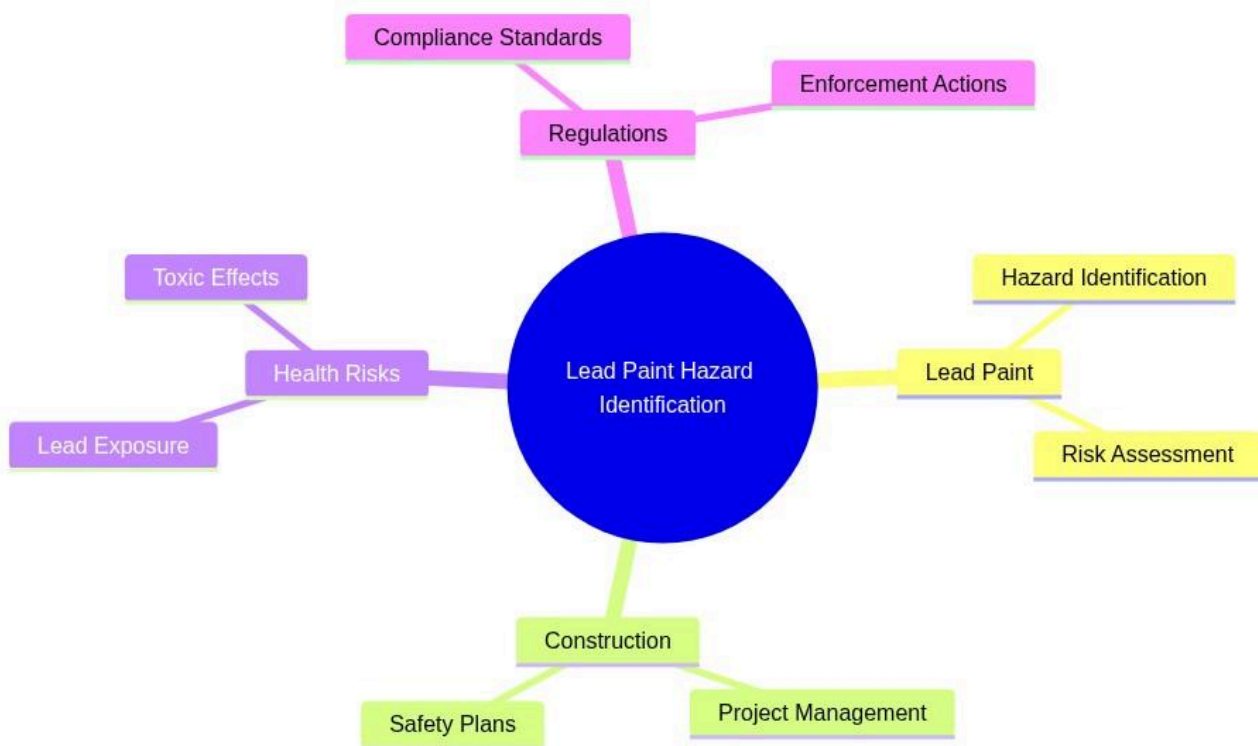 Compliance Standards
Enforcement Actions
Regulations
Toxic Effects
Hazard Identification
Health Risks
Lead Paint Hazard
Identification
Lead Paint
Lead Exposure
Risk Assessment
Construction
Safety Plans
Project Management